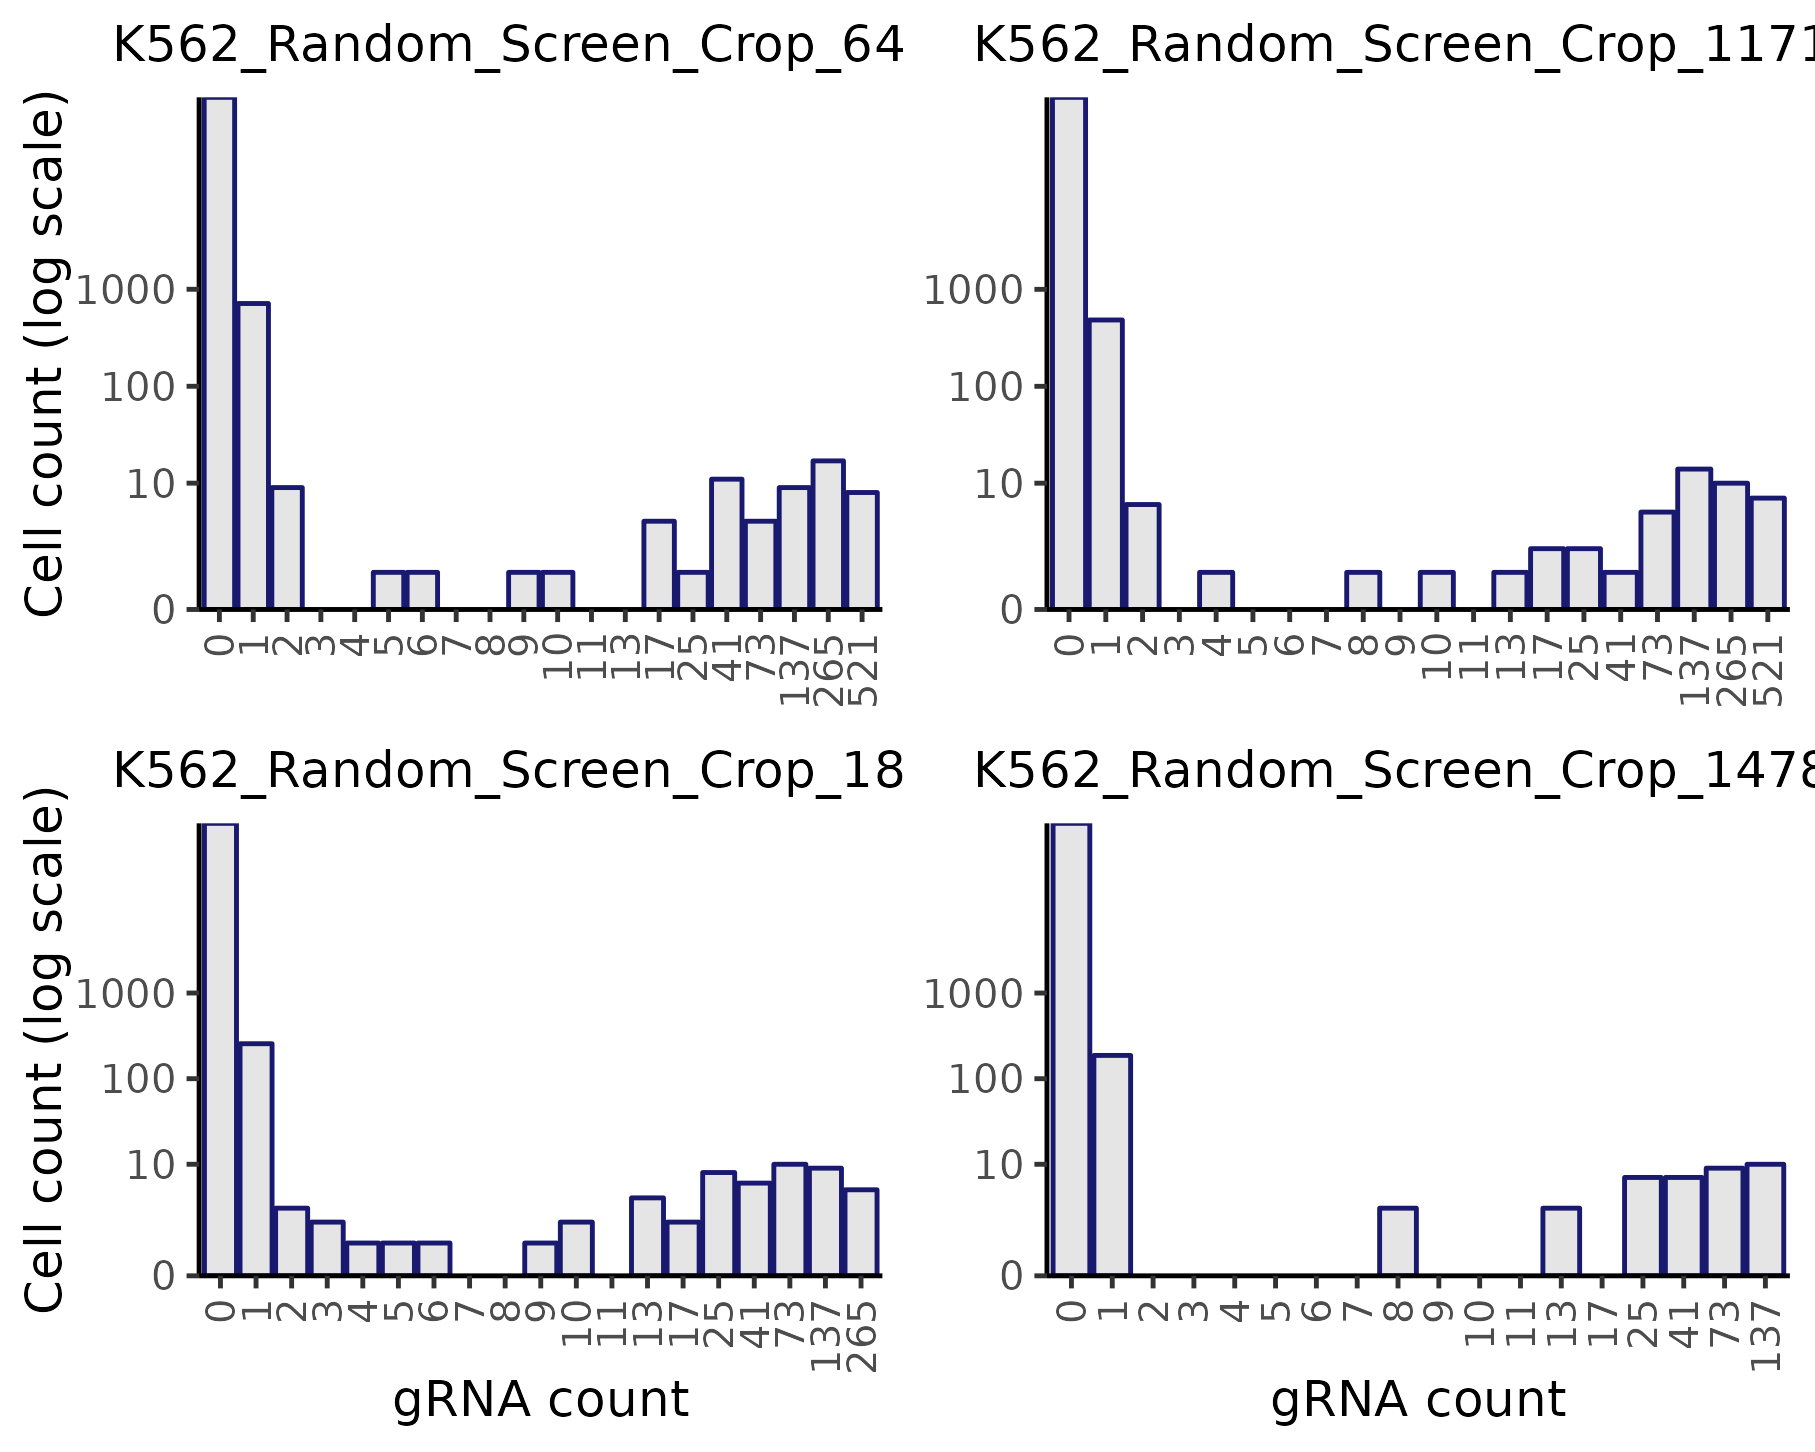 K562_Random_Screen_Crop_64
Cell count (log scale)
1000
100
10
0
0 1 2 3 4 5 6 7 8 9 10 11 13 17 25 41 73 137 265 521
K562_Random_Screen_Crop_1171
1000
100
10
0
0 1 2 3 4 5 6 7 8 9 10 11 13 17 25 41 73 137 265 521
K562_Random_Screen_Crop_18
Cell count (log scale)
1000
100
10
0
0 1 2 3 4 5 6 7 8 9 10 11 13 17 25 41 73 137 265
gRNA count
K562_Random_Screen_Crop_1478
1000
100
10
0
0 1 2 3 4 5 6 7 8 9 10 11 13 17 25 41 73 137
gRNA count